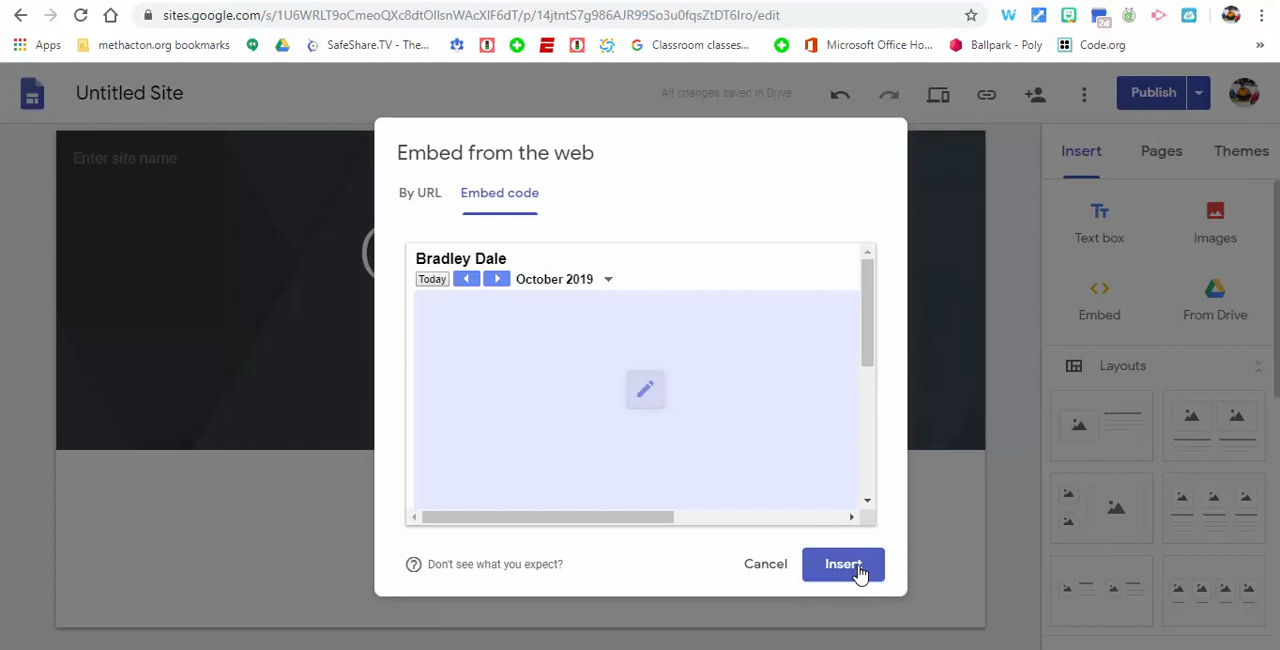 sites.google.com/s/1U6WRLT9oCmeoQXc8dtOIlsnWAcXlF6dT/p/14jtntS7g986AJR99So3u0fqsZtDT6Iro/edit
Apps
methacton.org bookmarks
SafeShare.TV - The...
Classroom classes...
Microsoft Office Ho...
Ballpark - Poly
Code.org
»
Untitled Site
All changes saved in Drive
Publish
Enter site name
Embed from the web
By URL
Embed code
Bradley Dale
Today
October 2019
Don't see what you expect?
Cancel
Insert
Insert
Pages
Themes
Text box
Images
Embed
From Drive
Layouts